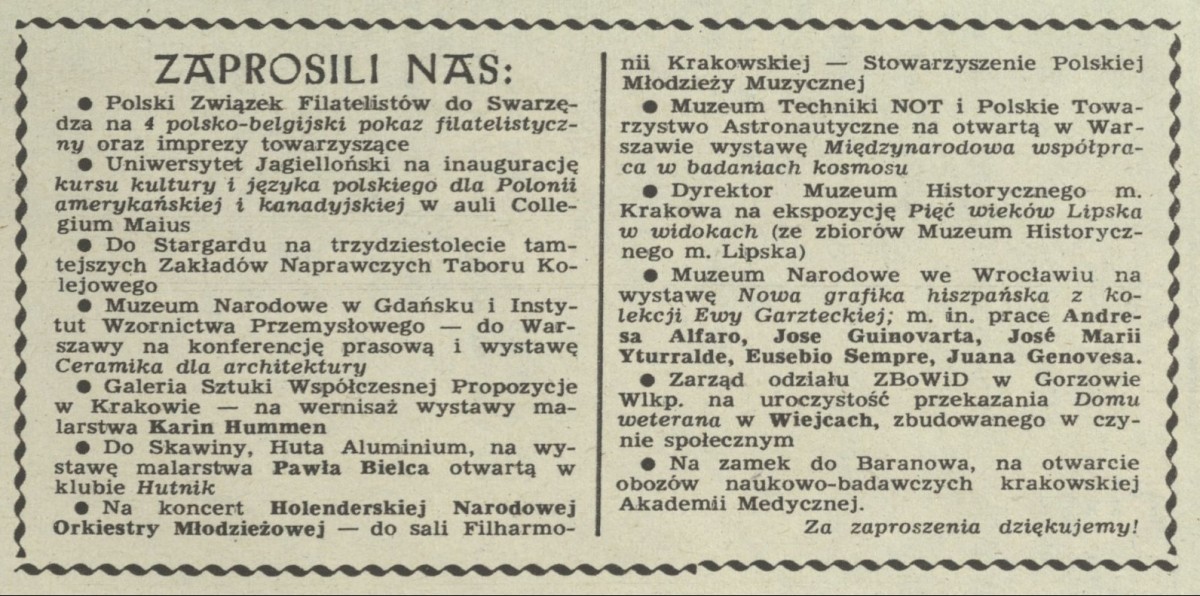 ZAPROSILI NAS:
● Polski Związek Filatelistów do Swarzę-
dza na 4 polsko-belgijski pokaz filatelistycz-
ny oraz imprezy towarzyszące
● Uniwersytet Jagielloński na inaugurację
kursu kultury i języka polskiego dla Polonii
amerykańskiej i kanadyjskiej w auli Colle-
gium Maius
● Do Stargardu na trzydziestolecie tam-
tejszych Zakładów Naprawczych Taboru Ko-
lejowego
● Muzeum Narodowe w Gdańsku i Insty-
tut Wzornictwa Przemysłowego — do War-
szawy na konferencję prasową i wystawę
Ceramika dla architektury
● Galeria Sztuki Współczesnej Propozycje
w Krakowie — na wernisaż wystawy ma-
larstwa Karin Hummen
● Do Skawiny, Huta Aluminium, na wy-
stawę malarstwa Pawła Bielca otwartą w
klubie Hutnik
● Na koncert Holenderskiej Narodowej
Orkiestry Młodzieżowej — do sali Filharmo-
nii Krakowskiej — Stowarzyszenie Polskiej
Młodzieży Muzycznej
● Muzeum Techniki NOT i Polskie Towa-
rzystwo Astronautyczne na otwartą w War-
szawie wystawę Międzynarodowa współpra-
ca w badaniach kosmosu
● Dyrektor Muzeum Historycznego m.
Krakowa na ekspozycję Pięć wieków Lipska
w widokach (ze zbiorów Muzeum Historycz-
nego m. Lipska)
● Muzeum Narodowe we Wrocławiu na
wystawę Nowa grafika hiszpańska z ko-
lekcji Ewy Garzteckiej; m. in. prace Andre-
sa Alfaro, Jose Guinovarta, José Marii
Yturralde, Eusebio Sempre, Juana Genovesa.
● Zarząd odziału ZBoWiD w Gorzowie
Wlkp. na uroczystość przekazania Domu
weterana w Wiejcach, zbudowanego w czy-
nie społecznym
● Na zamek do Baranowa, na otwarcie
obozów naukowo-badawczych krakowskiej
Akademii Medycznej.
Za zaproszenia dziękujemy!